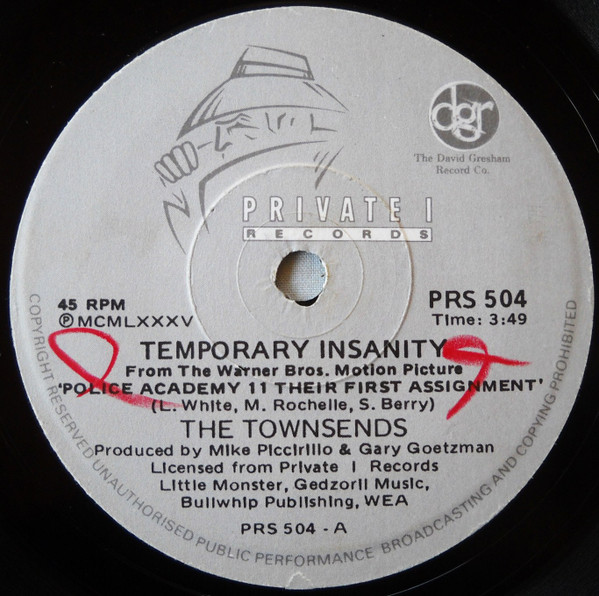 dgr
The David Gresham
Record Co.
PRIVATE I
RECORDS
45 RPM
PRS 504
ⓅMCMLXXXV
Time: 3:49
TEMPORARY INSANITY
From The Warner Bros. Motion Picture
'POLICE ACADEMY 11 THEIR FIRST ASSIGNMENT'
(L. White, M. Rochelle, S. Berry)
THE TOWNSENDS
Produced by Mike Piccirillo & Gary Goetzman
Licensed from Private I Records
Little Monster, Gedzoril Music,
Bullwhip Publishing, WEA
PRS 504 - A
COPYRIGHT RESERVED UNAUTHORISED PUBLIC PERFORMANCE BROADCASTING AND COPYING PROHIBITED